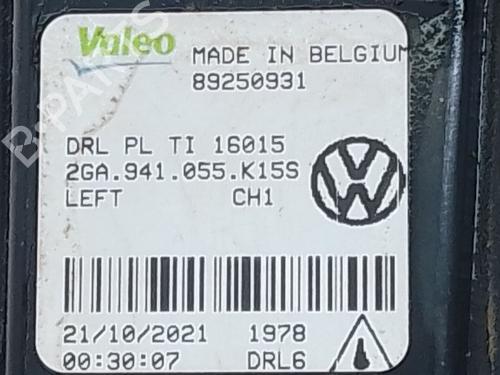 Valeo
MADE IN BELGIUM
89250931
DRL PL TI 16015
2GA.941.055.K15S
LEFT CH1
21/10/2021 1978
00:30:07 DRL6
B-PARTS